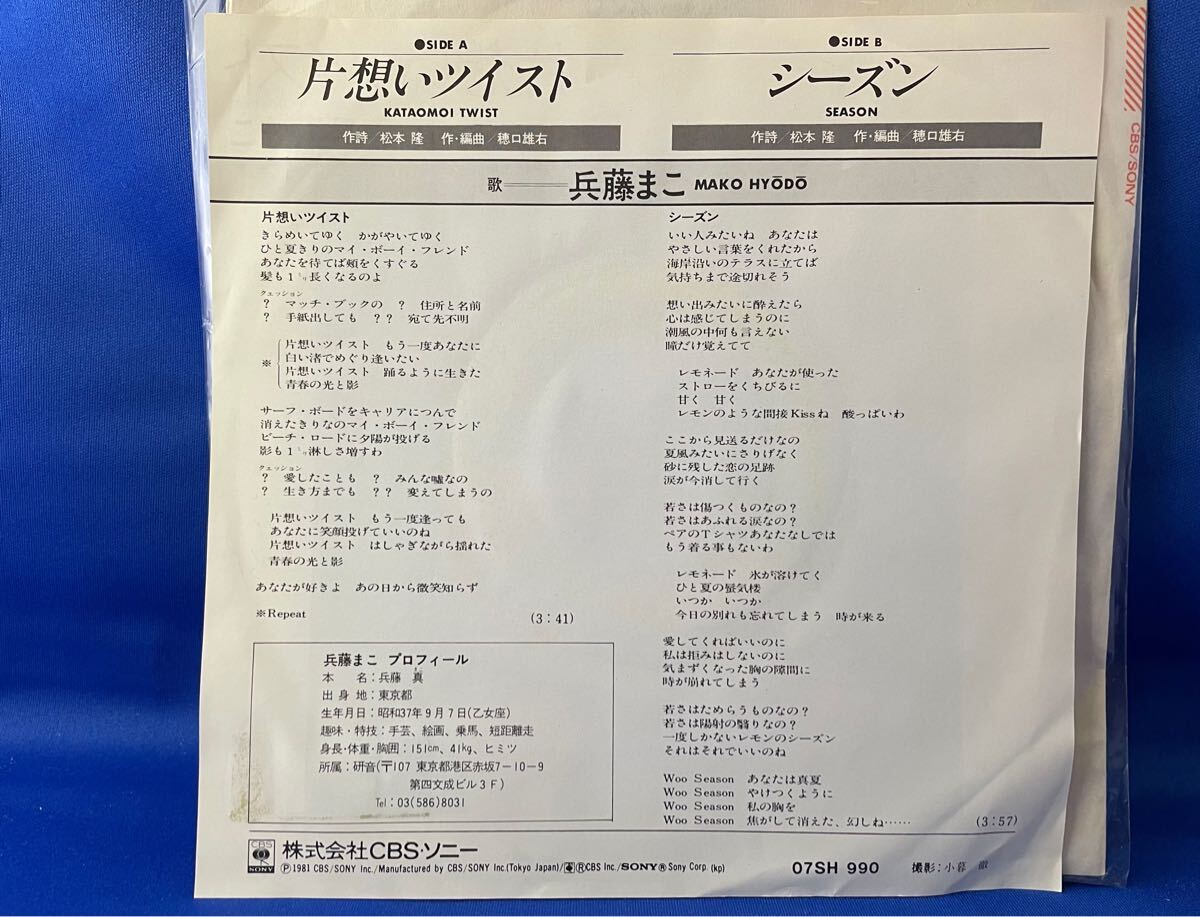 ●SIDE A
片想いツイスト
KATAOMOI TWIST
作詩/松本 隆 作・編曲/穂口雄右
●SIDE B
シーズン
SEASON
作詩/松本 隆 作・編曲/穂口雄右
歌――兵藤まこ MAKO HYŌDŌ
片想いツイスト
きらめいてゆく かがやいてゆく
ひと夏きりのマイ・ボーイ・フレンド
あなたを待てば頬をくすぐる
髪も1㌢長くなるのよ
クェッション
? マッチ・ブックの ? 住所と名前
? 手紙出しても ?? 宛て先不明
※
片想いツイスト もう一度あなたに
白い渚でめぐり逢いたい
片想いツイスト 踊るように生きた
青春の光と影
サーフ・ボードをキャリアにつんで
消えたきりなのマイ・ボーイ・フレンド
ビーチ・ロードに夕陽が投げる
影も1㌢淋しさ増すわ
クェッション
? 愛したことも ? みんな嘘なの
? 生き方までも ?? 変えてしまうの
片想いツイスト もう一度逢っても
あなたに笑顔投げていいのね
片想いツイスト はしゃぎながら揺れた
青春の光と影
あなたが好きよ あの日から微笑知らず
※Repeat
(3:41)
兵藤まこ プロフィール
本 名:兵藤 真
出身地:東京都
生年月日:昭和37年9月7日(乙女座)
趣味・特技:手芸、絵画、乗馬、短距離走
身長・体重・胸囲:151cm、41kg、ヒミツ
所属:研音(〒107 東京都港区赤坂7-10-9
第四文成ビル3F)
Tel:03(586)8031
シーズン
いい人みたいね あなたは
やさしい言葉をくれたから
海岸沿いのテラスに立てば
気持ちまで途切れそう
想い出みたいに酔えたら
心は感じてしまうのに
潮風の中何も言えない
瞳だけ覚えてて
レモネード あなたが使った
ストローをくちびるに
甘く 甘く
レモンのような間接Kissね 酸っぱいわ
ここから見送るだけなの
夏風みたいにさりげなく
砂に残した恋の足跡
涙が今消して行く
若さは傷つくものなの?
若さはあふれる涙なの?
ペアのTシャツあなたなしでは
もう着る事もないわ
レモネード 氷が溶けてく
ひと夏の蜃気楼
いつか いつか
今日の別れも忘れてしまう 時が来る
愛してくればいいのに
私は拒みはしないのに
気まずくなった胸の隙間に
時が崩れてしまう
若さはためらうものなの?
若さは陽射の翳りなの?
一度しかないレモンのシーズン
それはそれでいいのね
Woo Season あなたは真夏
Woo Season やけつくように
Woo Season 私の胸を
Woo Season 焦がして消えた、幻しね……
(3:57)
CBS
SONY
株式会社CBS・ソニー
Ⓟ1981 CBS/SONY Inc./Manufactured by CBS/SONY Inc.(Tokyo Japan)/ⓇCBS Inc./SONYⓇSony Corp. (kp)
07SH 990
撮影:小暮 徹
CBS/SONY